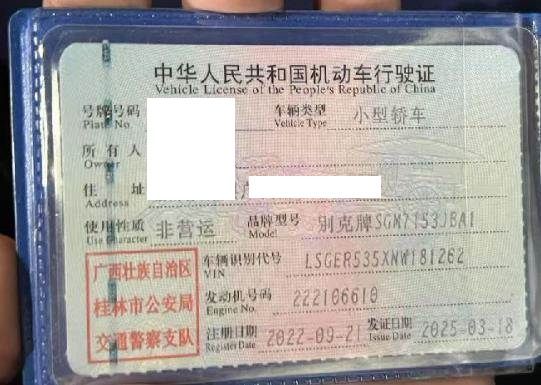 中华人民共和国机动车行驶证
Vehicle License of the People's Republic of China
号牌号码 车辆类型 小型轿车
Plate No. Vehicle Type
所有人
Owner
住址
Address
使用性质 非营运 品牌型号 别克牌SGM7153JBA1
Use Character Model
广西壮族自治区
桂林市公安局
交通警察支队
车辆识别代号 LSGER535XNW181262
VIN
发动机号码 222106610
Engine No.
注册日期 2022-09-21 发证日期 2025-03-18
Register Date Issue Date